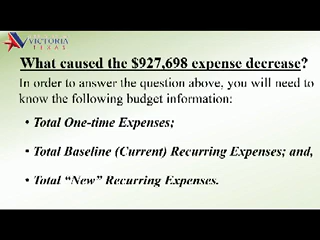 VICTORIA
TEXAS
What caused the $927,698 expense decrease?
In order to answer the question above, you will need to
know the following budget information:
• Total One-time Expenses;
• Total Baseline (Current) Recurring Expenses; and,
• Total “New” Recurring Expenses.